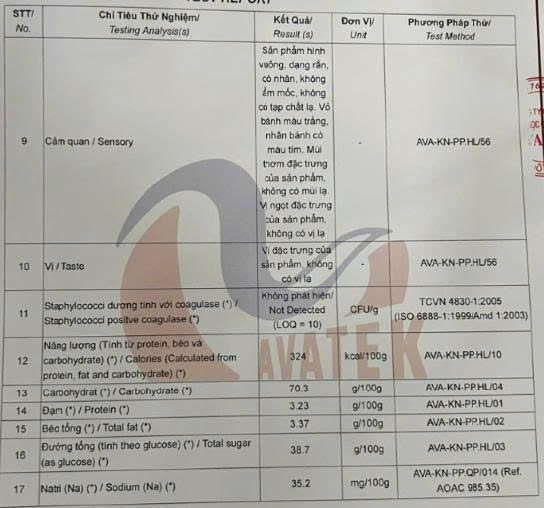 STT/ Chỉ Tiêu Thử Nghiệm/ Kết Quả/ Đơn Vị/ Phương Pháp Thử/
No. Testing Analysis(s) Result (s) Unit Test Method
Sản phẩm hình
vuông, dạng rắn,
có nhân, không
ẩm mốc, không
có tạp chất lạ. Vỏ
bánh màu trắng,
nhân bánh có
9 Cảm quan / Sensory - AVA-KN-PP.HL/56
màu tím. Mùi
thơm đặc trưng
của sản phẩm,
không có mùi lạ.
Vị ngọt đặc trưng
của sản phẩm,
không có vị lạ
Vị đặc trưng của
10 Vị / Taste sản phẩm, không - AVA-KN-PP.HL/56
có vị lạ
Không phát hiện/
11 Staphylococci dương tính với coagulase (*) / Not Detected CFU/g TCVN 4830-1:2005
Staphylococci positve coagulase (*) (LOQ = 10) (ISO 6888-1:1999/Amd 1:2003)
Năng lượng (Tính từ protein, béo và
12 carbohydrate) (*) / Calories (Calculated from 324 kcal/100g AVA-KN-PP.HL/10
protein, fat and carbohydrate) (*)
13 Carbohydrat (*) / Carbohydrate (*) 70.3 g/100g AVA-KN-PP.HL/04
14 Đạm (*) / Protein (*) 3.23 g/100g AVA-KN-PP.HL/01
15 Béo tổng (*) / Total fat (*) 3.37 g/100g AVA-KN-PP.HL/02
16 Đường tổng (tính theo glucose) (*) / Total sugar 38.7 g/100g AVA-KN-PP.HL/03
(as glucose) (*)
17 Natri (Na) (*) / Sodium (Na) (*) 35.2 mg/100g AVA-KN-PP.QP/014 (Ref.
AOAC 985.35)
AVATEK